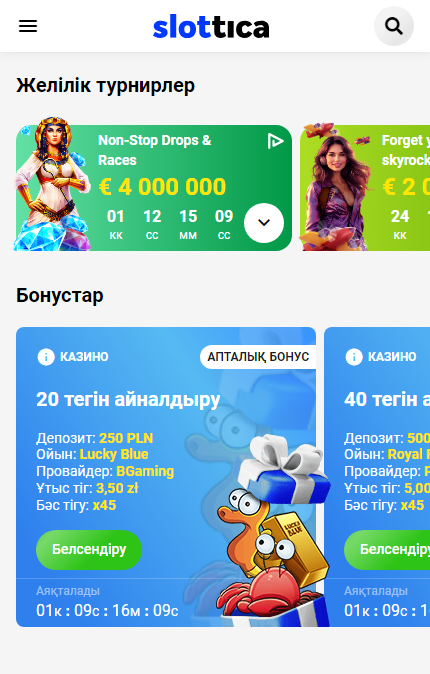 slottica
Желілік турнирлер
Non-Stop Drops &
Races
€ 4 000 000
01 12 15 09
кк сс мм сс
Forget y
skyrock
€ 2 0
24
кк
Бонустар
КАЗИНО
АПТАЛЫҚ БОНУС
20 тегін айналдыру
Депозит: 250 PLN
Ойын: Lucky Blue
Провайдер: BGaming
Ұтыс тіг: 3,50 zł
Бәс тігу: x45
Белсендіру
Аяқталады
01к : 09с : 16м : 09с
LUCKY
BLUE
КАЗИНО
40 тегін а
Депозит: 500
Ойын: Royal
Провайдер:
Ұтыс тіг: 5,00
Бәс тігу: x45
Белсендіру
Аяқталады
01к : 09с : 1